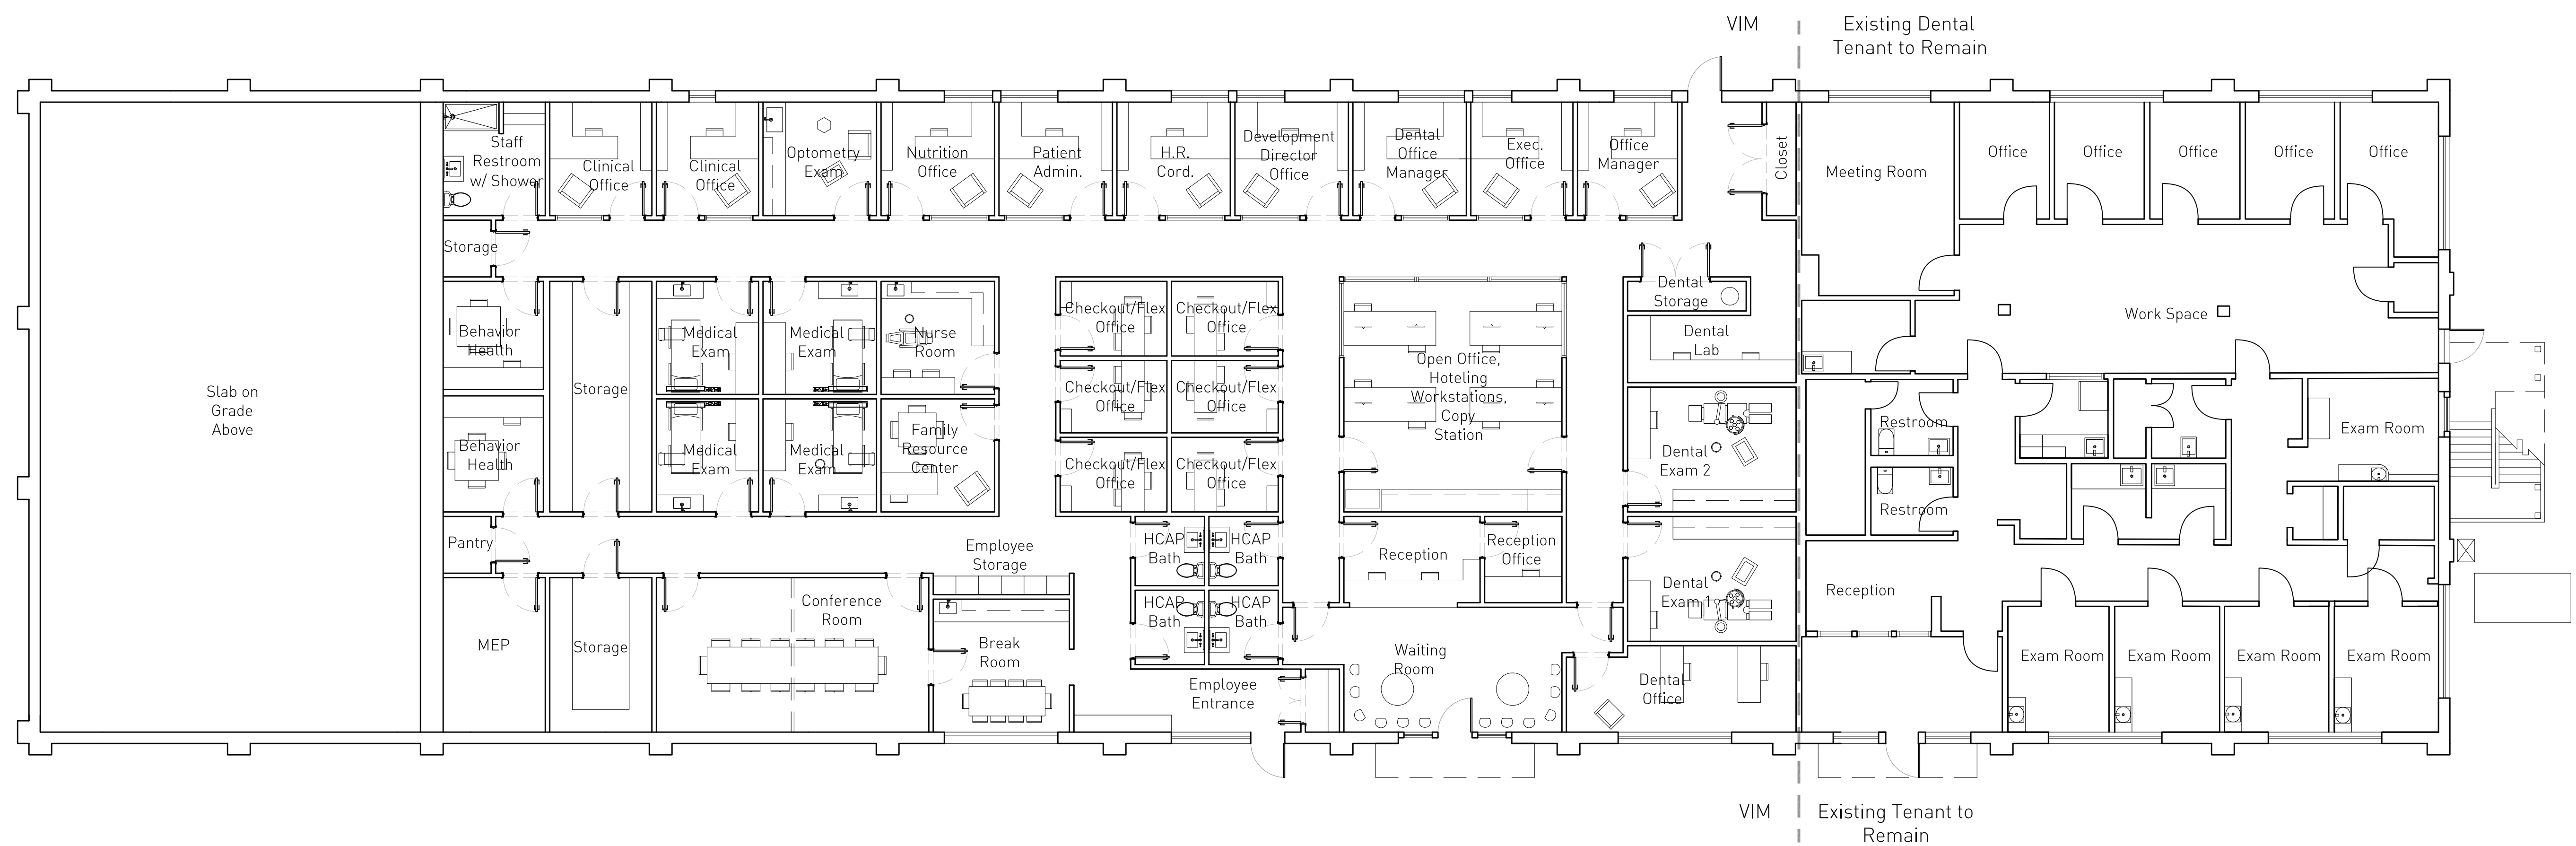 VIM
Existing Dental
Tenant to Remain
Staff
Restroom
w/ Shower
Clinical
Office
Clinical
Office
Optometry
Exam
Nutrition
Office
Patient
Admin.
H.R.
Cord.
Development
Director
Office
Dental
Office
Manager
Exec.
Office
Office
Manager
Closet
Meeting Room
Office
Office
Office
Office
Office
Storage
Behavior
Health
Storage
Medical
Exam
Medical
Exam
Nurse
Room
Checkout/Flex
Office
Checkout/Flex
Office
Dental
Storage
Dental
Lab
Work Space
Slab on
Grade
Above
Checkout/Flex
Office
Checkout/Flex
Office
Open Office,
Hoteling
Workstations,
Copy
Station
Behavior
Health
Medical
Exam
Medical
Exam
Family
Resource
Center
Checkout/Flex
Office
Checkout/Flex
Office
Dental
Exam 2
Restroom
Exam Room
Restroom
Pantry
Employee
Storage
HCAP
Bath
HCAP
Bath
Reception
Reception
Office
Dental
Exam 1
Reception
MEP
Storage
Conference
Room
Break
Room
HCAP
Bath
HCAP
Bath
Waiting
Room
Employee
Entrance
Dental
Office
Exam Room
Exam Room
Exam Room
Exam Room
VIM
Existing Tenant to
Remain